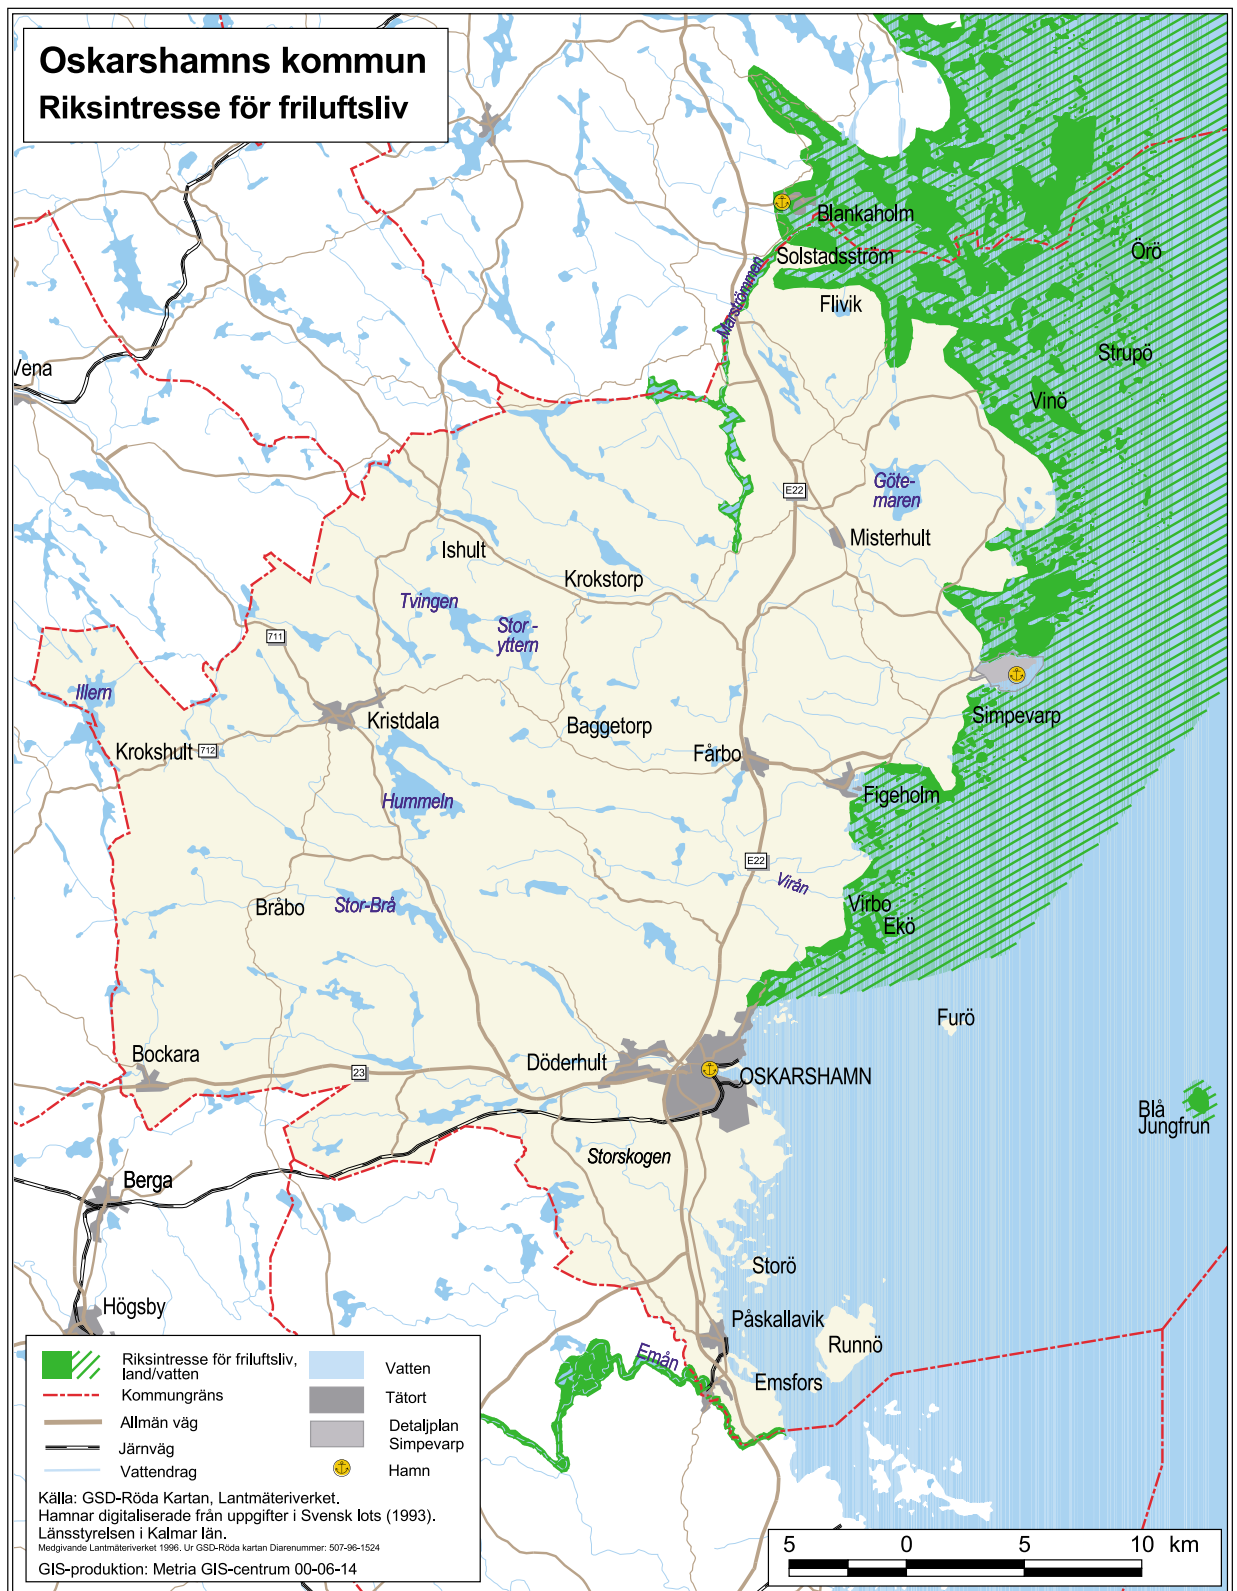 Oskarshamns kommun
Riksintresse för friluftsliv
Blankaholm
Solstadsström
Örö
Marströmmen
Flivik
Strupö
Vena
Vinö
E22
Göte-
maren
Misterhult
Ishult
Krokstorp
Tvingen
Stor -
yttern
711
Illem
Kristdala
Simpevarp
Baggetorp
Krokshult
712
Fårbo
Figeholm
Hummeln
E22
Virån
Bråbo
Stor-Brå
Virbo
Ekö
Furö
Bockara
Döderhult
23
OSKARSHAMN
Blå
Jungfrun
Storskogen
Berga
Storö
Högsby
Påskallavik
Runnö
Emån
Emsfors
Riksintresse för friluftsliv,
land/vatten
Kommungräns
Allmän väg
Järnväg
Vattendrag
Vatten
Tätort
Detaljplan
Simpevarp
Hamn
Källa: GSD-Röda Kartan, Lantmäteriverket.
Hamnar digitaliserade från uppgifter i Svensk lots (1993).
Länsstyrelsen i Kalmar län.
Medgivande Lantmäteriverket 1996. Ur GSD-Röda kartan Diarenummer: 507-96-1524
GIS-produktion: Metria GIS-centrum 00-06-14
5 0 5 10 km